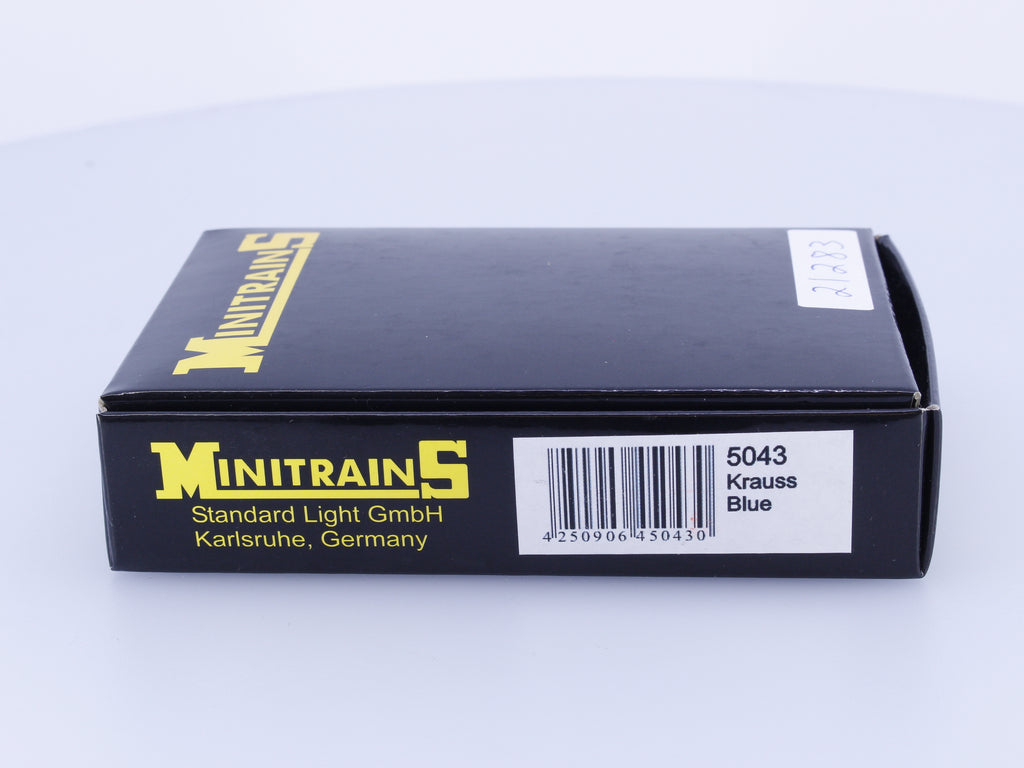 MINITRAINS
21283
MINITRAINS
Standard Light GmbH
Karlsruhe, Germany
5043
Krauss
Blue
4 250906 450430